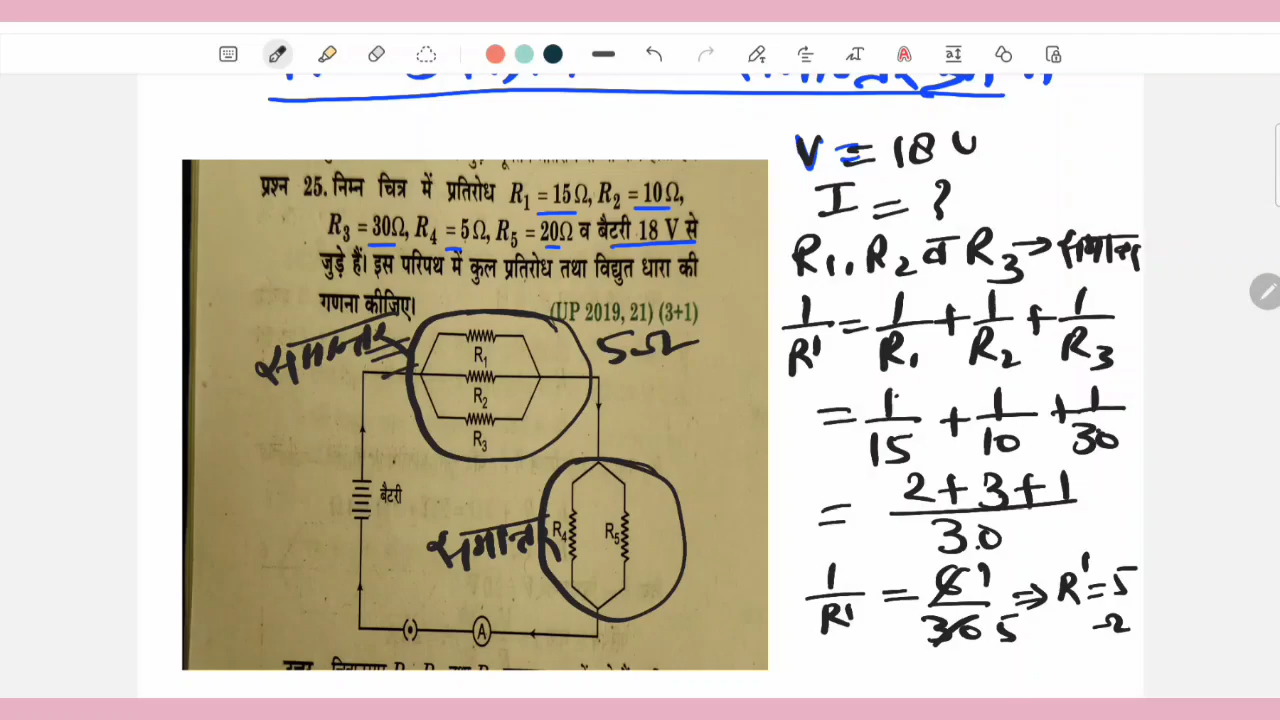 प्रश्न 25. निम्न चित्र में प्रतिरोध R₁ = 15Ω, R₂ = 10Ω,
R₃ = 30Ω, R₄ = 5Ω, R₅ = 20Ω व बैटरी 18 V से
जुड़े हैं। इस परिपथ में कुल प्रतिरोध तथा विद्युत धारा की
गणना कीजिए।
(UP 2019, 21) (3+1)
समान्तर
5Ω
R₁
R₂
R₃
बैटरी
समान्तर
R₄
R₅
A
V = 18 V
I = ?
R₁, R₂ व R₃ → समान्तर
1/R' = 1/R₁ + 1/R₂ + 1/R₃
= 1/15 + 1/10 + 1/30
= 2+3+1/30
1/R' = 6 1/30 5 ⇒ R' = 5
Ω